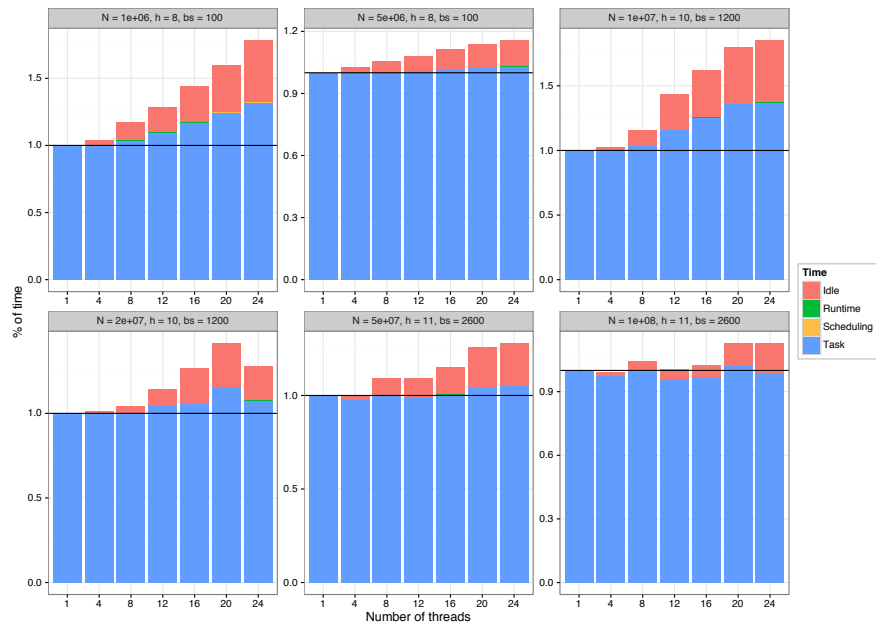 N = 1e+06, h = 8, bs = 100
N = 5e+06, h = 8, bs = 100
N = 1e+07, h = 10, bs = 1200
1.5
1.0
0.5
0.0
1.2
0.9
0.6
0.3
0.0
1.5
1.0
0.5
0.0
1 4 8 12 16 20 24
1 4 8 12 16 20 24
1 4 8 12 16 20 24
N = 2e+07, h = 10, bs = 1200
N = 5e+07, h = 11, bs = 2600
N = 1e+08, h = 11, bs = 2600
1.0
0.5
0.0
1.0
0.5
0.0
0.9
0.6
0.3
0.0
1 4 8 12 16 20 24
1 4 8 12 16 20 24
1 4 8 12 16 20 24
% of time
Number of threads
Time
Idle
Runtime
Scheduling
Task